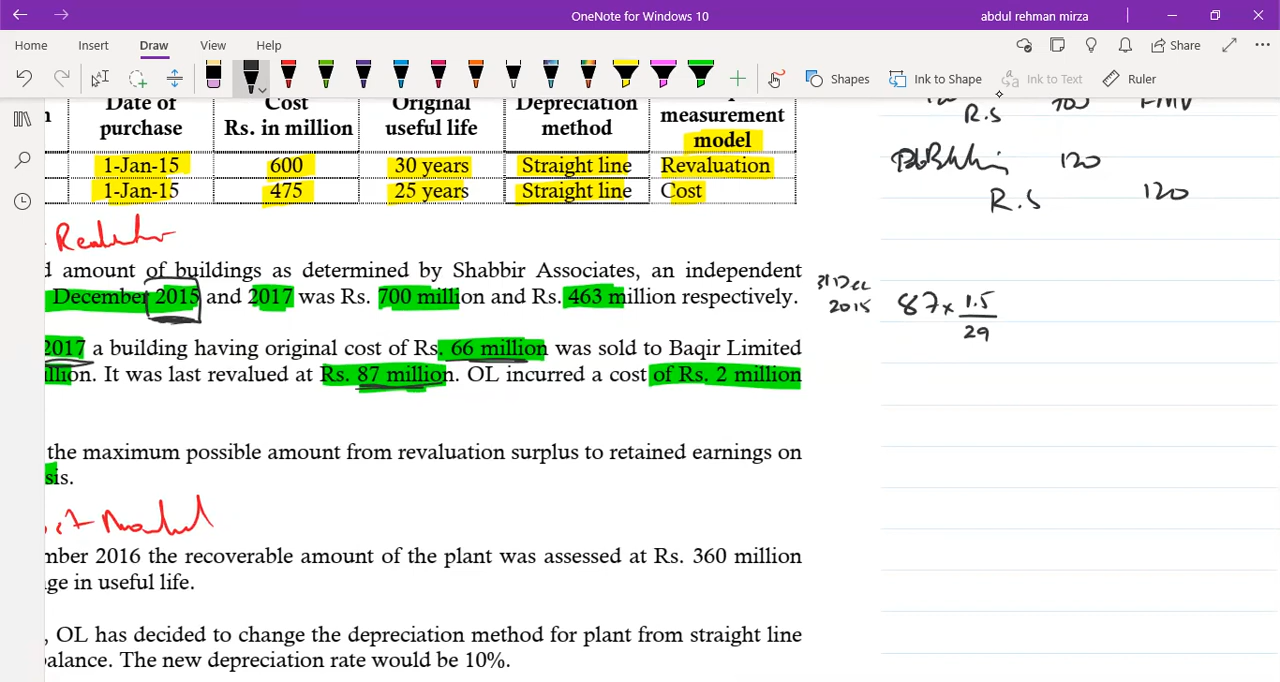 OneNote for Windows 10
abdul rehman mirza
Home Insert Draw View Help
Share
Shapes
Ink to Shape
Ink to Text
Ruler
Date of purchase
Cost Rs. in million
Original useful life
Depreciation method
measurement model
1-Jan-15 600 30 years Straight line Revaluation
1-Jan-15 475 25 years Straight line Cost
d amount of buildings as determined by Shabbir Associates, an independent
December 2015 and 2017 was Rs. 700 million and Rs. 463 million respectively.
2017 a building having original cost of Rs. 66 million was sold to Baqir Limited
illion. It was last revalued at Rs. 87 million. OL incurred a cost of Rs. 2 million
the maximum possible amount from revaluation surplus to retained earnings on
sis.
mber 2016 the recoverable amount of the plant was assessed at Rs. 360 million
ge in useful life.
, OL has decided to change the depreciation method for plant from straight line
balance. The new depreciation rate would be 10%.
R.S
120
R.S 120
31 Dec
2015
87 × 1.5
29